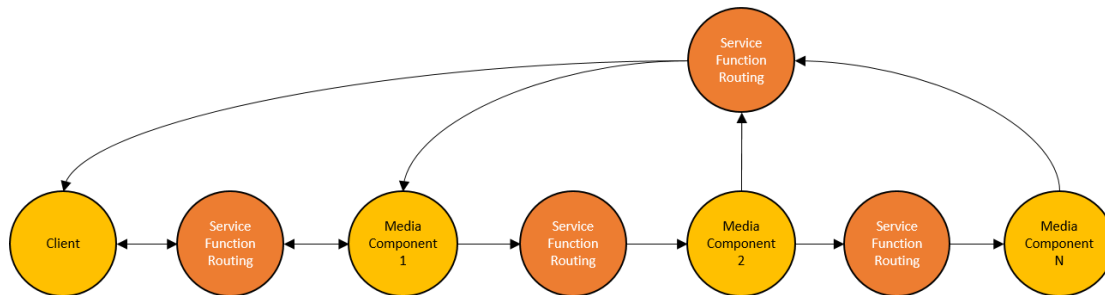 Service
Function
Routing
Client
Service
Function
Routing
Media
Component
1
Service
Function
Routing
Media
Component
2
Service
Function
Routing
Media
Component
N